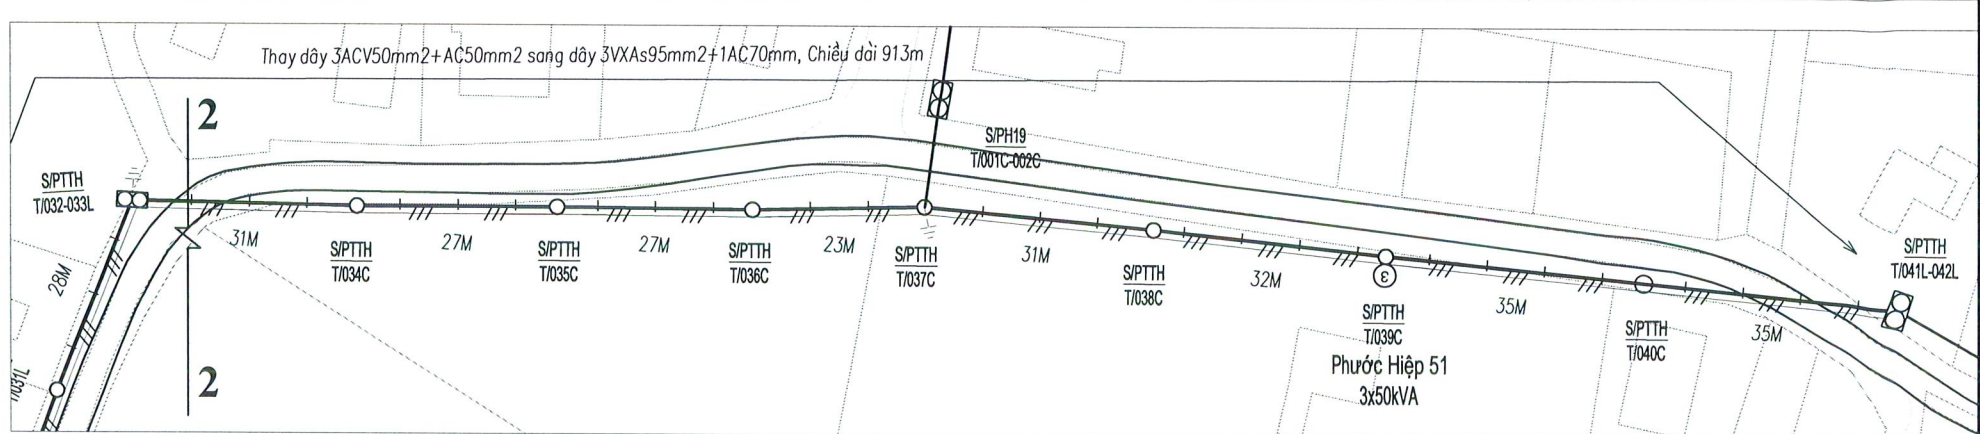 Thay dây 3ACV50mm2+AC50mm2 sang dây 3VXAs95mm2+1AC70mm, Chiều dài 913m
2
S/PH19
T/001C-002C
S/PTTH
T/032-033L
31M
S/PTTH
T/034C
27M
S/PTTH
T/035C
27M
S/PTTH
T/036C
23M
S/PTTH
T/037C
31M
S/PTTH
T/038C
32M
3
S/PTTH
T/039C
Phước Hiệp 51
3x50kVA
35M
S/PTTH
T/040C
35M
S/PTTH
T/041L-042L
28M
T/031L
2